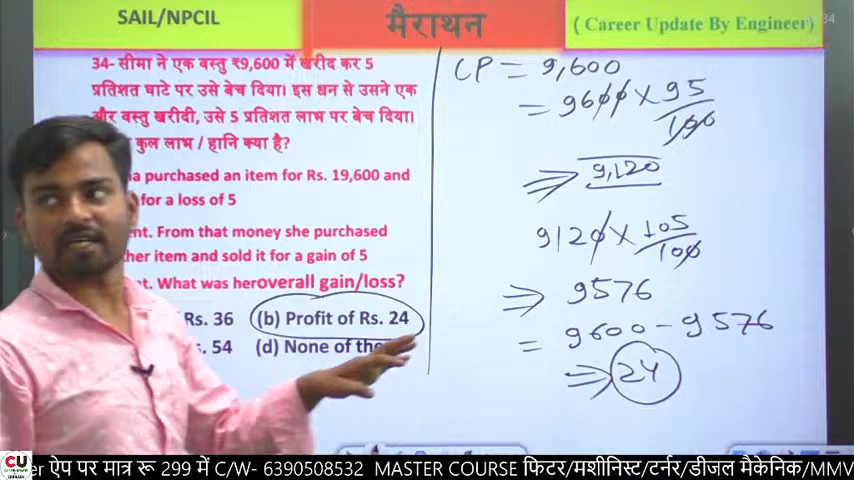 SAIL/NPCIL
मैराथन
( Career Update By Engineer)
34
34- सीमा ने एक वस्तु ₹9,600 में खरीद कर 5
प्रतिशत घाटे पर उसे बेच दिया। इस धन से उसने एक
और वस्तु खरीदी, उसे 5 प्रतिशत लाभ पर बेच दिया।
कुल लाभ / हानि क्या है?
purchased an item for Rs. 19,600 and
for a loss of 5
From that money she purchased
item and sold it for a gain of 5
What was heroverall gain/loss?
Rs. 36 (b) Profit of Rs. 24
54 (d) None of
CP = 9,600
= 9600 × 95/100
⇒ 9,120
9120 × 105/100
⇒ 9576
= 9600 - 9576
⇒ 24
CU
ऐप पर मात्र रू 299 में C/W- 6390508532 MASTER COURSE फिटर/मशीनिस्ट/टर्नर/डीजल मैकेनिक/MMV